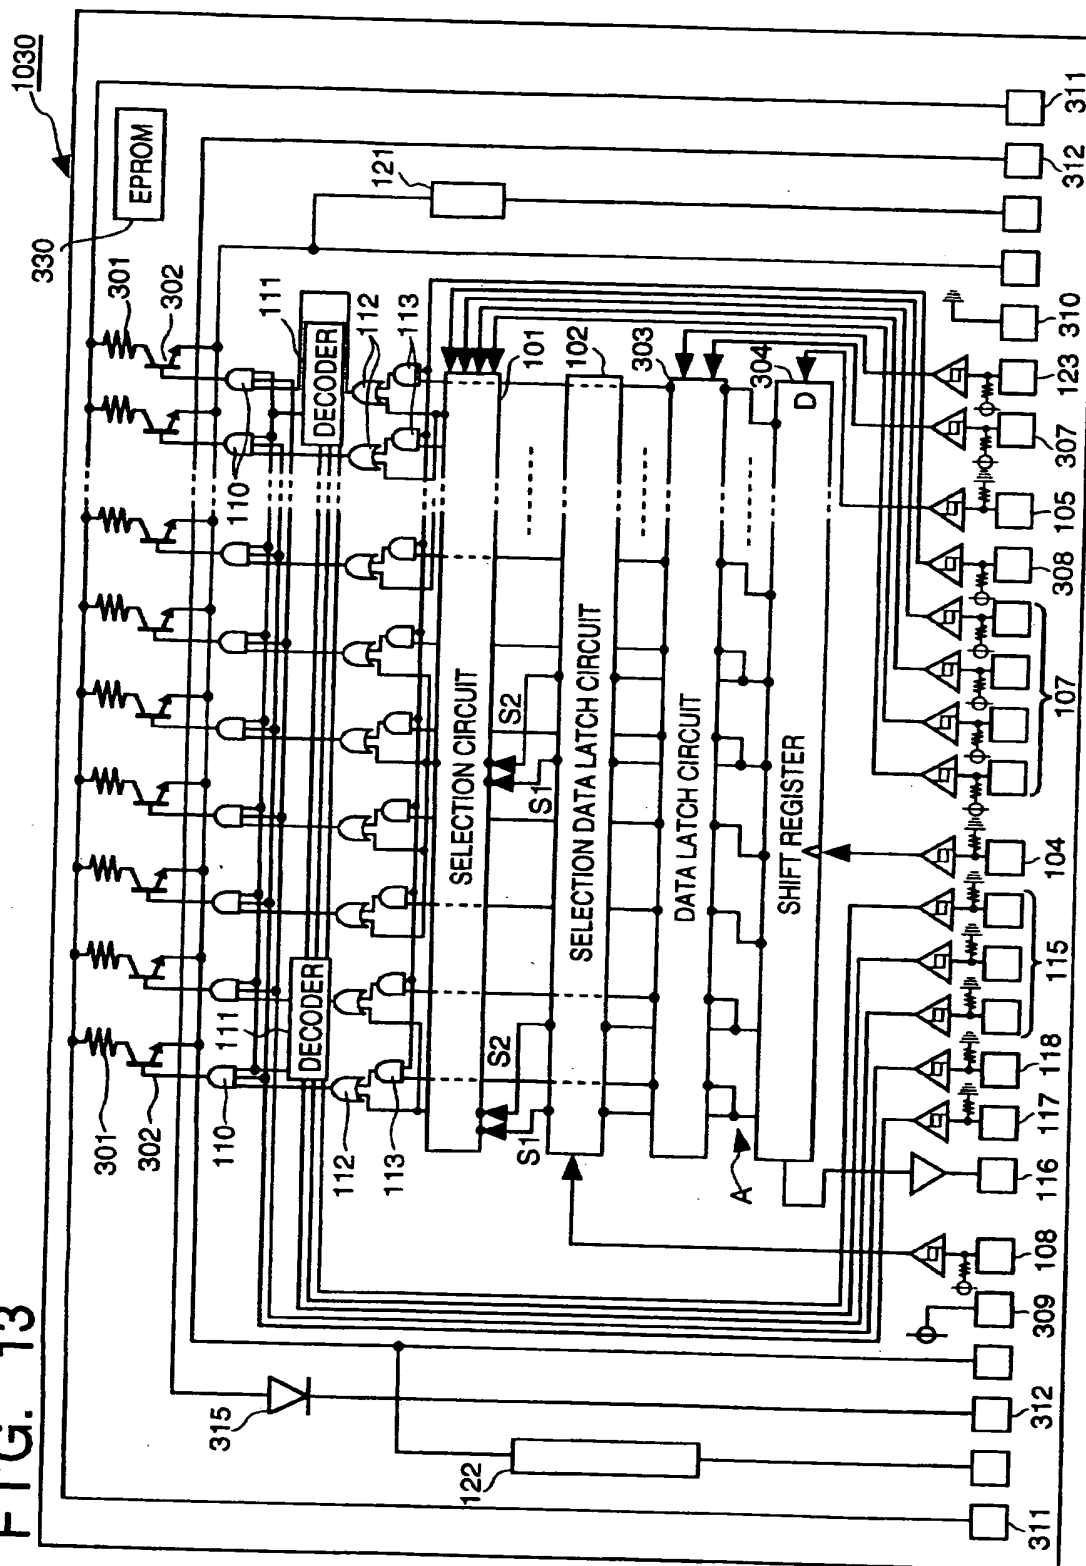 FIG. 13
1030
330
EPROM
301
302
111
DECODER
112
113
110
121
101
SELECTION CIRCUIT
S1
S2
S1
S2
102
SELECTION DATA LATCH CIRCUIT
303
DATA LATCH CIRCUIT
304
SHIFT REGISTER
D
A
301
302
110
111
DECODER
112
113
315
122
311
312
309
108
116
117
118
115
104
107
308
105
307
123
310
312
311